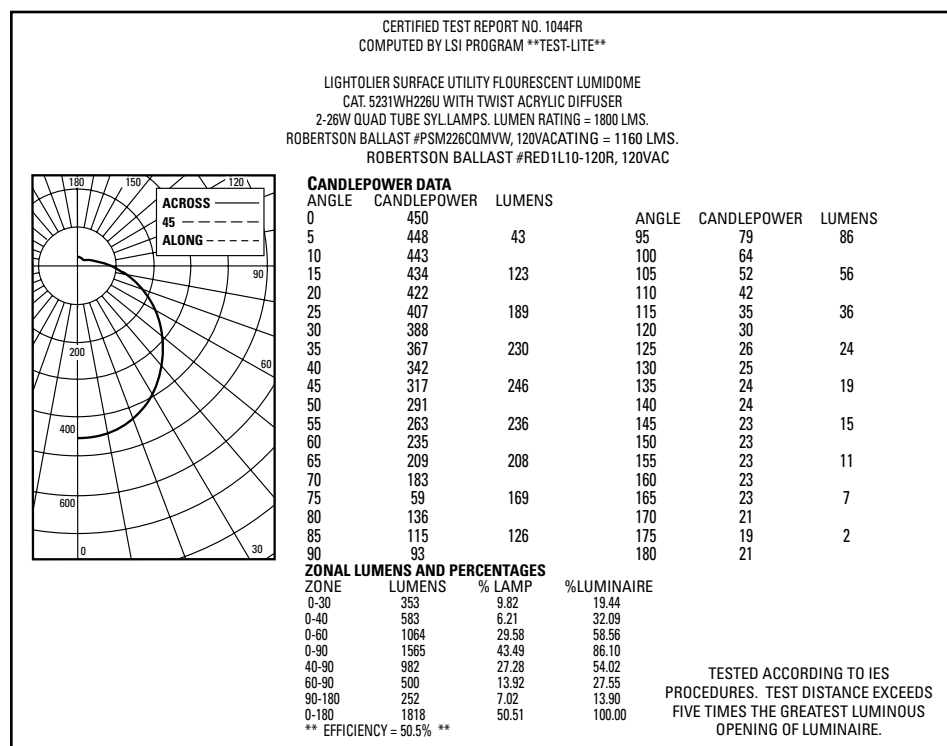 CERTIFIED TEST REPORT NO. 1044FR
COMPUTED BY LSI PROGRAM **TEST-LITE**
LIGHTOLIER SURFACE UTILITY FLOURESCENT LUMIDOME
CAT. 5231WH226U WITH TWIST ACRYLIC DIFFUSER
2-26W QUAD TUBE SYL.LAMPS. LUMEN RATING = 1800 LMS.
ROBERTSON BALLAST #PSM226CQMVW, 120VACATING = 1160 LMS.
ROBERTSON BALLAST #RED1L10-120R, 120VAC
180 150 120
ACROSS
45
ALONG
90
200
60
400
600
0 30
CANDLEPOWER DATA
ANGLE CANDLEPOWER LUMENS
0 450
5 448 43
10 443
15 434 123
20 422
25 407 189
30 388
35 367 230
40 342
45 317 246
50 291
55 263 236
60 235
65 209 208
70 183
75 59 169
80 136
85 115 126
90 93
ANGLE CANDLEPOWER LUMENS
95 79 86
100 64
105 52 56
110 42
115 35 36
120 30
125 26 24
130 25
135 24 19
140 24
145 23 15
150 23
155 23 11
160 23
165 23 7
170 21
175 19 2
180 21
ZONAL LUMENS AND PERCENTAGES
ZONE LUMENS % LAMP %LUMINAIRE
0-30 353 9.82 19.44
0-40 583 6.21 32.09
0-60 1064 29.58 58.56
0-90 1565 43.49 86.10
40-90 982 27.28 54.02
60-90 500 13.92 27.55
90-180 252 7.02 13.90
0-180 1818 50.51 100.00
** EFFICIENCY = 50.5% **
TESTED ACCORDING TO IES
PROCEDURES. TEST DISTANCE EXCEEDS
FIVE TIMES THE GREATEST LUMINOUS
OPENING OF LUMINAIRE.